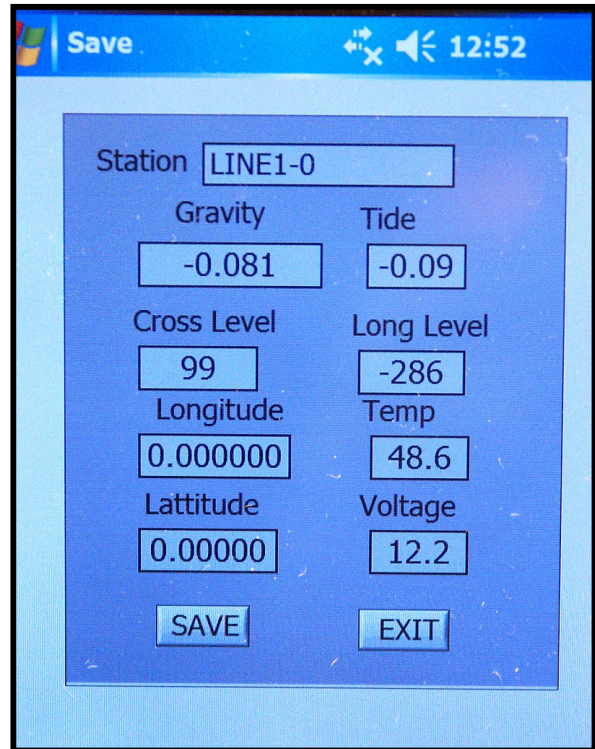 Save 12:52
Station LINE1-0
Gravity Tide
-0.081 -0.09
Cross Level Long Level
99 -286
Longitude Temp
0.000000 48.6
Lattitude Voltage
0.00000 12.2
SAVE EXIT